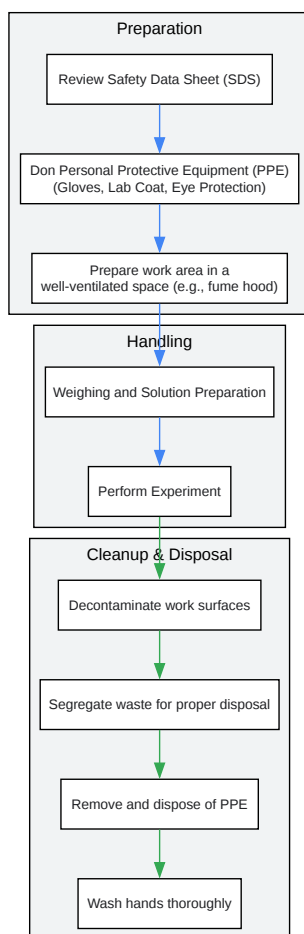 Preparation
Review Safety Data Sheet (SDS)
Don Personal Protective Equipment (PPE)
(Gloves, Lab Coat, Eye Protection)
Prepare work area in a
well-ventilated space (e.g., fume hood)
Handling
Weighing and Solution Preparation
Perform Experiment
Cleanup & Disposal
Decontaminate work surfaces
Segregate waste for proper disposal
Remove and dispose of PPE
Wash hands thoroughly